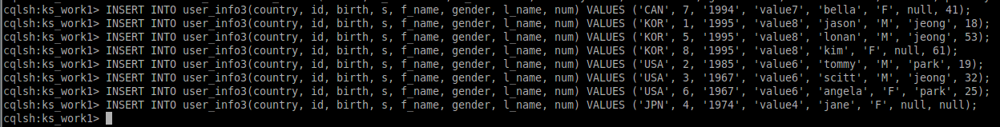 cqlsh:ks_work1> INSERT INTO user_info3(country, id, birth, s, f_name, gender, l_name, num) VALUES ('CAN', 7, '1994', 'value7', 'bella', 'F', null, 41);
cqlsh:ks_work1> INSERT INTO user_info3(country, id, birth, s, f_name, gender, l_name, num) VALUES ('KOR', 1, '1995', 'value8', 'jason', 'M', 'jeong', 18);
cqlsh:ks_work1> INSERT INTO user_info3(country, id, birth, s, f_name, gender, l_name, num) VALUES ('KOR', 5, '1995', 'value8', 'lonan', 'M', 'jeong', 53);
cqlsh:ks_work1> INSERT INTO user_info3(country, id, birth, s, f_name, gender, l_name, num) VALUES ('KOR', 8, '1995', 'value8', 'kim', 'F', null, 61);
cqlsh:ks_work1> INSERT INTO user_info3(country, id, birth, s, f_name, gender, l_name, num) VALUES ('USA', 2, '1985', 'value6', 'tommy', 'M', 'park', 19);
cqlsh:ks_work1> INSERT INTO user_info3(country, id, birth, s, f_name, gender, l_name, num) VALUES ('USA', 3, '1967', 'value6', 'scitt', 'M', 'jeong', 32);
cqlsh:ks_work1> INSERT INTO user_info3(country, id, birth, s, f_name, gender, l_name, num) VALUES ('USA', 6, '1967', 'value6', 'angela', 'F', 'park', 25);
cqlsh:ks_work1> INSERT INTO user_info3(country, id, birth, s, f_name, gender, l_name, num) VALUES ('JPN', 4, '1974', 'value4', 'jane', 'F', null, null);
cqlsh:ks_work1>